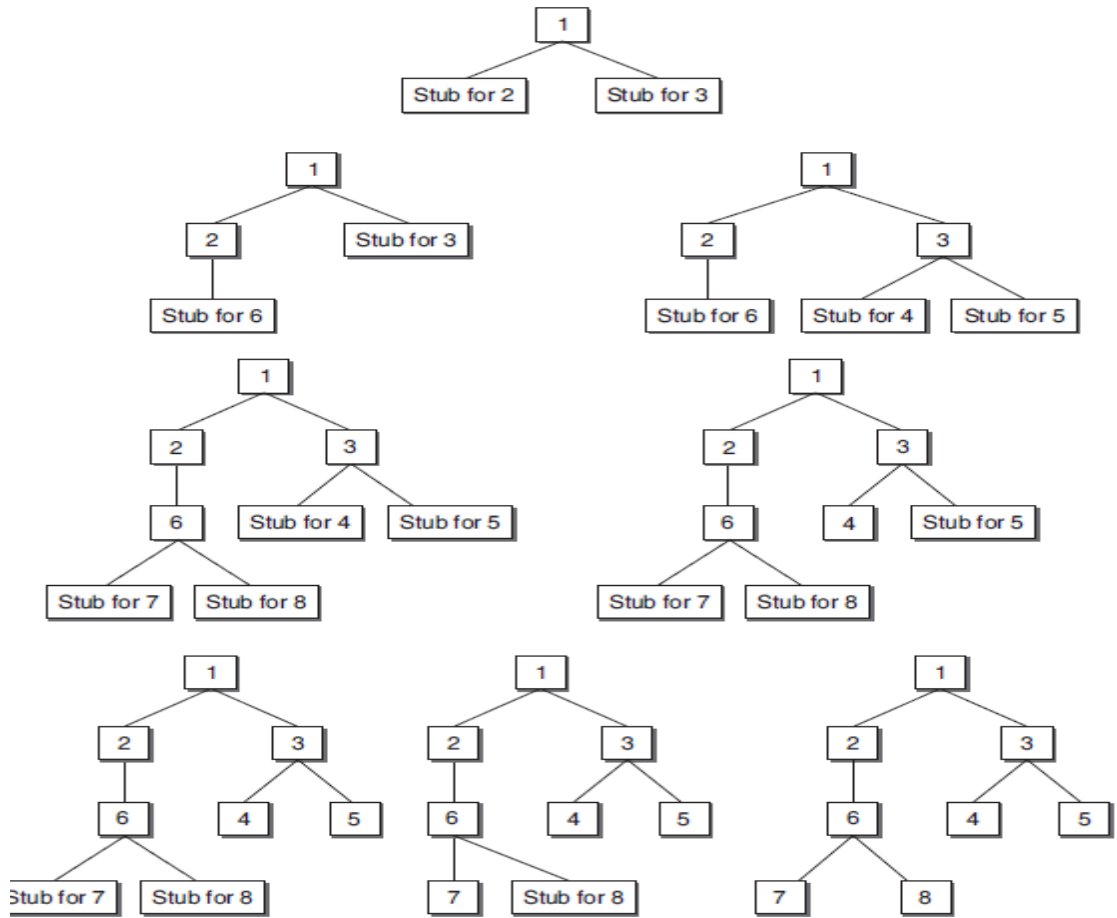 1
Stub for 2 Stub for 3
1 1
2 Stub for 3 2 3
Stub for 6 Stub for 6 Stub for 4 Stub for 5
1 1
2 3 2 3
6 Stub for 4 Stub for 5 6 4 Stub for 5
Stub for 7 Stub for 8 Stub for 7 Stub for 8
1 1 1
2 3 2 3 2 3
6 4 5 6 4 5 6 4 5
Stub for 7 Stub for 8 7 Stub for 8 7 8